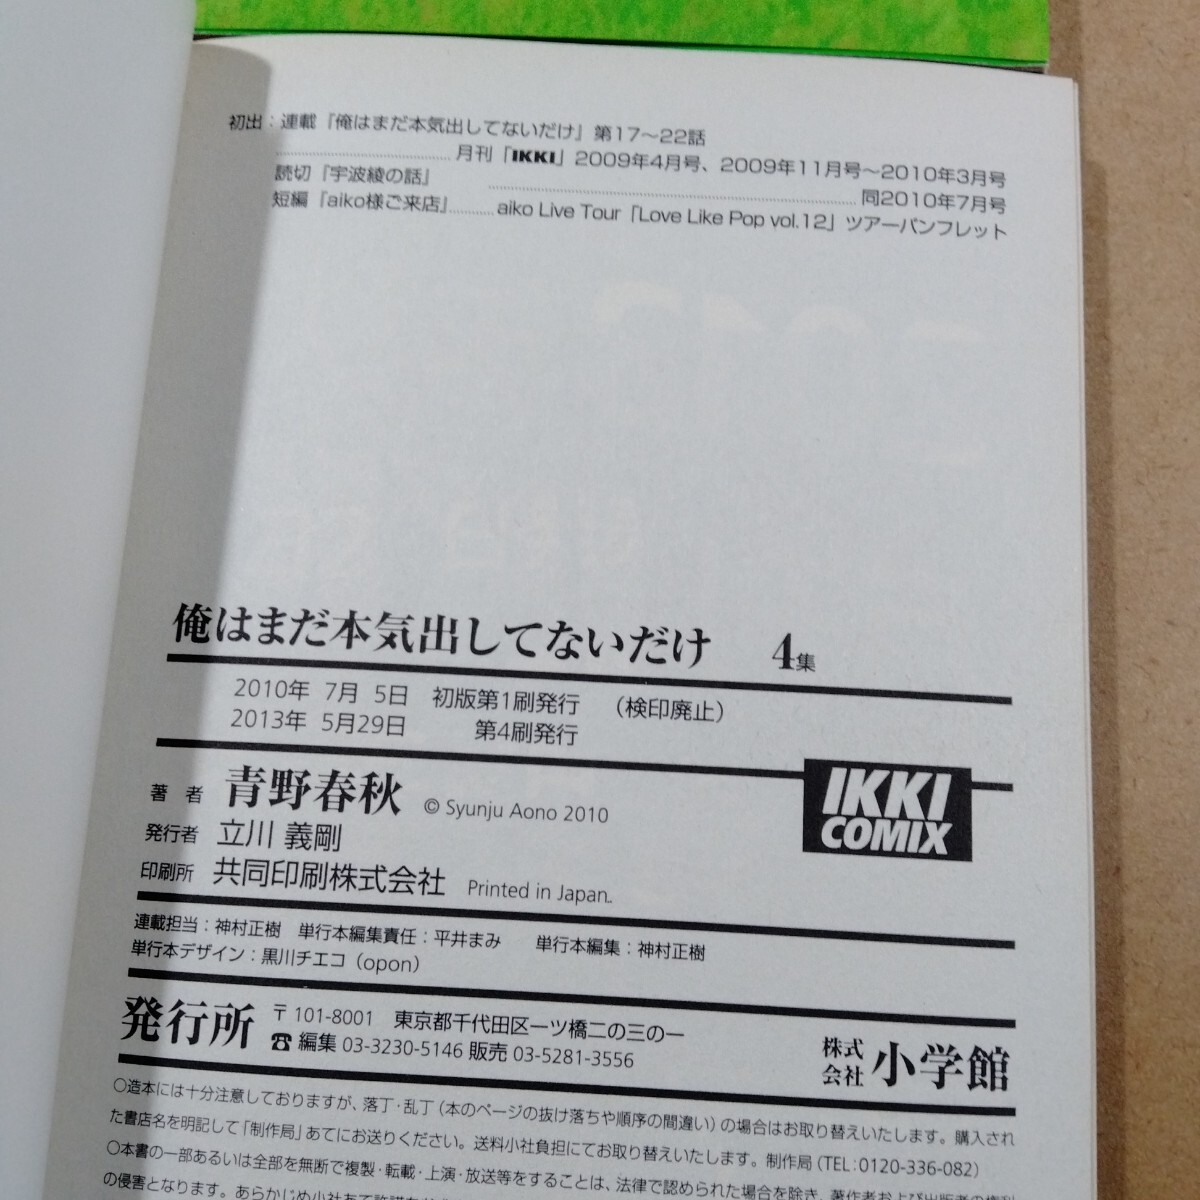 初出：連載『俺はまだ本気出してないだけ』第17〜22話
月刊「IKKI」2009年4月号、2009年11月号〜2010年3月号
読切『宇波綾の話』 同2010年7月号
短編『aiko様ご来店』 aiko Live Tour「Love Like Pop vol.12」ツアーパンフレット
俺はまだ本気出してないだけ 4集
2010年 7月 5日 初版第1刷発行 （検印廃止）
2013年 5月29日 第4刷発行
著者 青野春秋 © Syunju Aono 2010
発行者 立川 義剛
印刷所 共同印刷株式会社 Printed in Japan.
IKKI
COMIX
連載担当：神村正樹 単行本編集責任：平井まみ 単行本編集：神村正樹
単行本デザイン：黒川チエコ（opon）
発行所 〒101-8001 東京都千代田区一ツ橋二の三の一
☎ 編集 03-3230-5146 販売 03-5281-3556
株式会社 小学館
○造本には十分注意しておりますが、落丁・乱丁（本のページの抜け落ちや順序の間違い）の場合はお取り替えいたします。購入され
た書店名を明記して「制作局」あてにお送りください。送料小社負担にてお取り替えいたします。制作局（TEL：0120-336-082）
○本書の一部あるいは全部を無断で複製・転載・上演・放送等をすることは、法律で認められた場合を除き、著作者および出版者の権利
の侵害となります。あらかじめ小社あて許諾を